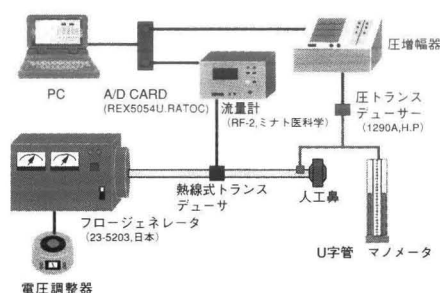 圧増幅器
PC
A/D CARD
(REX5054U.RATOC)
流量計
(RF-2,ミナト医科学)
圧トランス
デューサー
(1290A,H.P)
熱線式トランス
デューサ
人工鼻
フロージェネレータ
(23-5203,日本)
U字管 マノメータ
電圧調整器